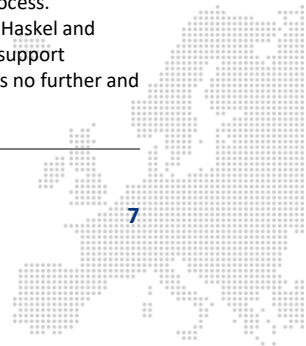 ocess.
Haskel and
support
s no further and
7